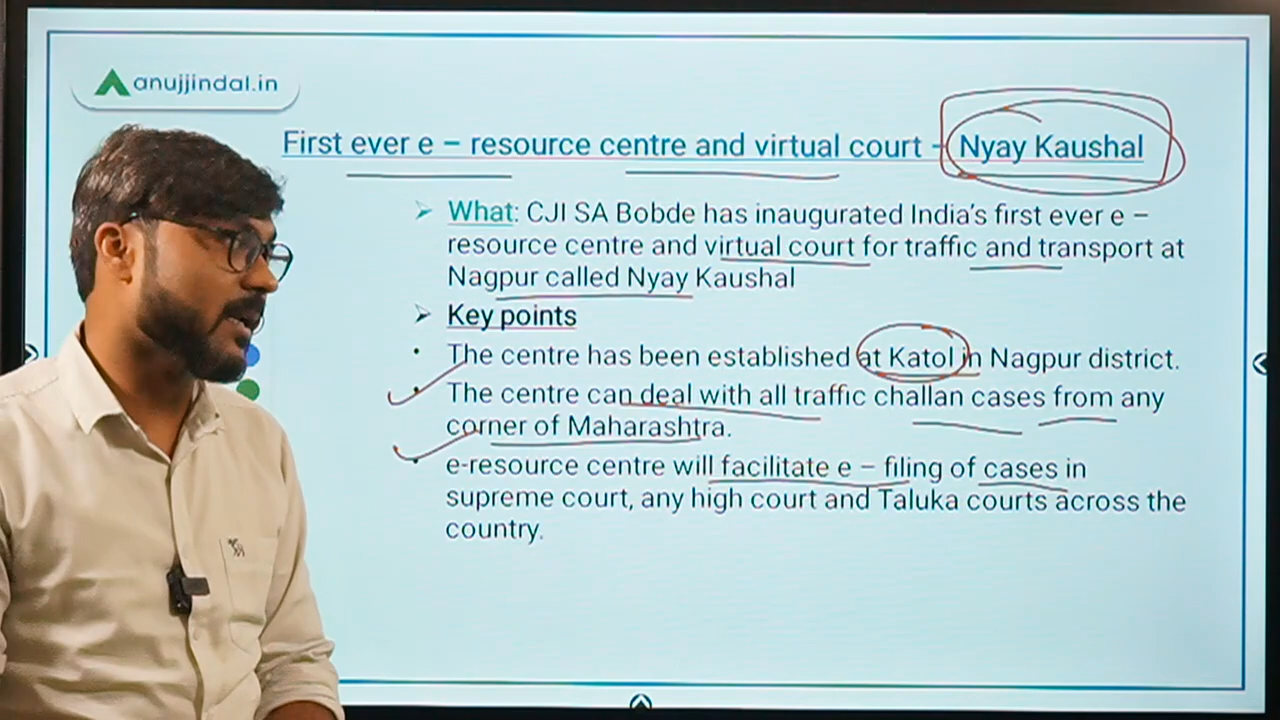 anujjindal.in
First ever e – resource centre and virtual court - Nyay Kaushal
➢ What: CJI SA Bobde has inaugurated India's first ever e –
resource centre and virtual court for traffic and transport at
Nagpur called Nyay Kaushal
➢ Key points
• The centre has been established at Katol in Nagpur district.
• The centre can deal with all traffic challan cases from any
corner of Maharashtra.
• e-resource centre will facilitate e – filing of cases in
supreme court, any high court and Taluka courts across the
country.